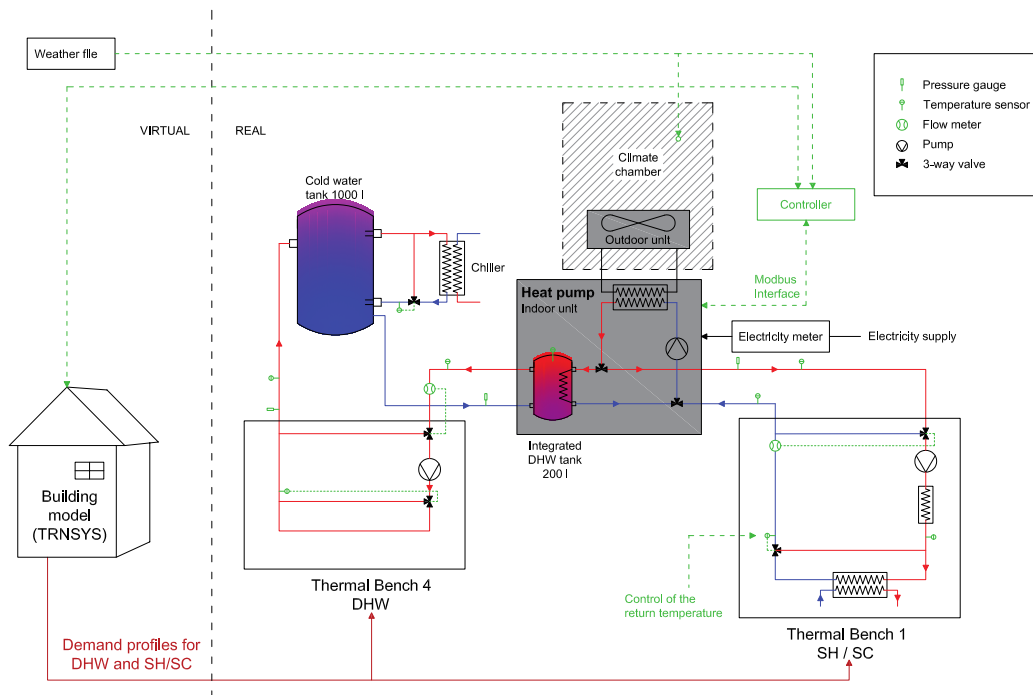 Weather file
VIRTUAL
REAL
Cold water
tank 1000 l
Chiller
Climate
chamber
Outdoor unit
Heat pump
Indoor unit
Controller
Modbus
Interface
Electricity meter
Electricity supply
Pressure gauge
Temperature sensor
Flow meter
Pump
3-way valve
Integrated
DHW tank
200 l
Building
model
(TRNSYS)
Thermal Bench 4
DHW
Control of the
return temperature
Thermal Bench 1
SH / SC
Demand profiles for
DHW and SH/SC